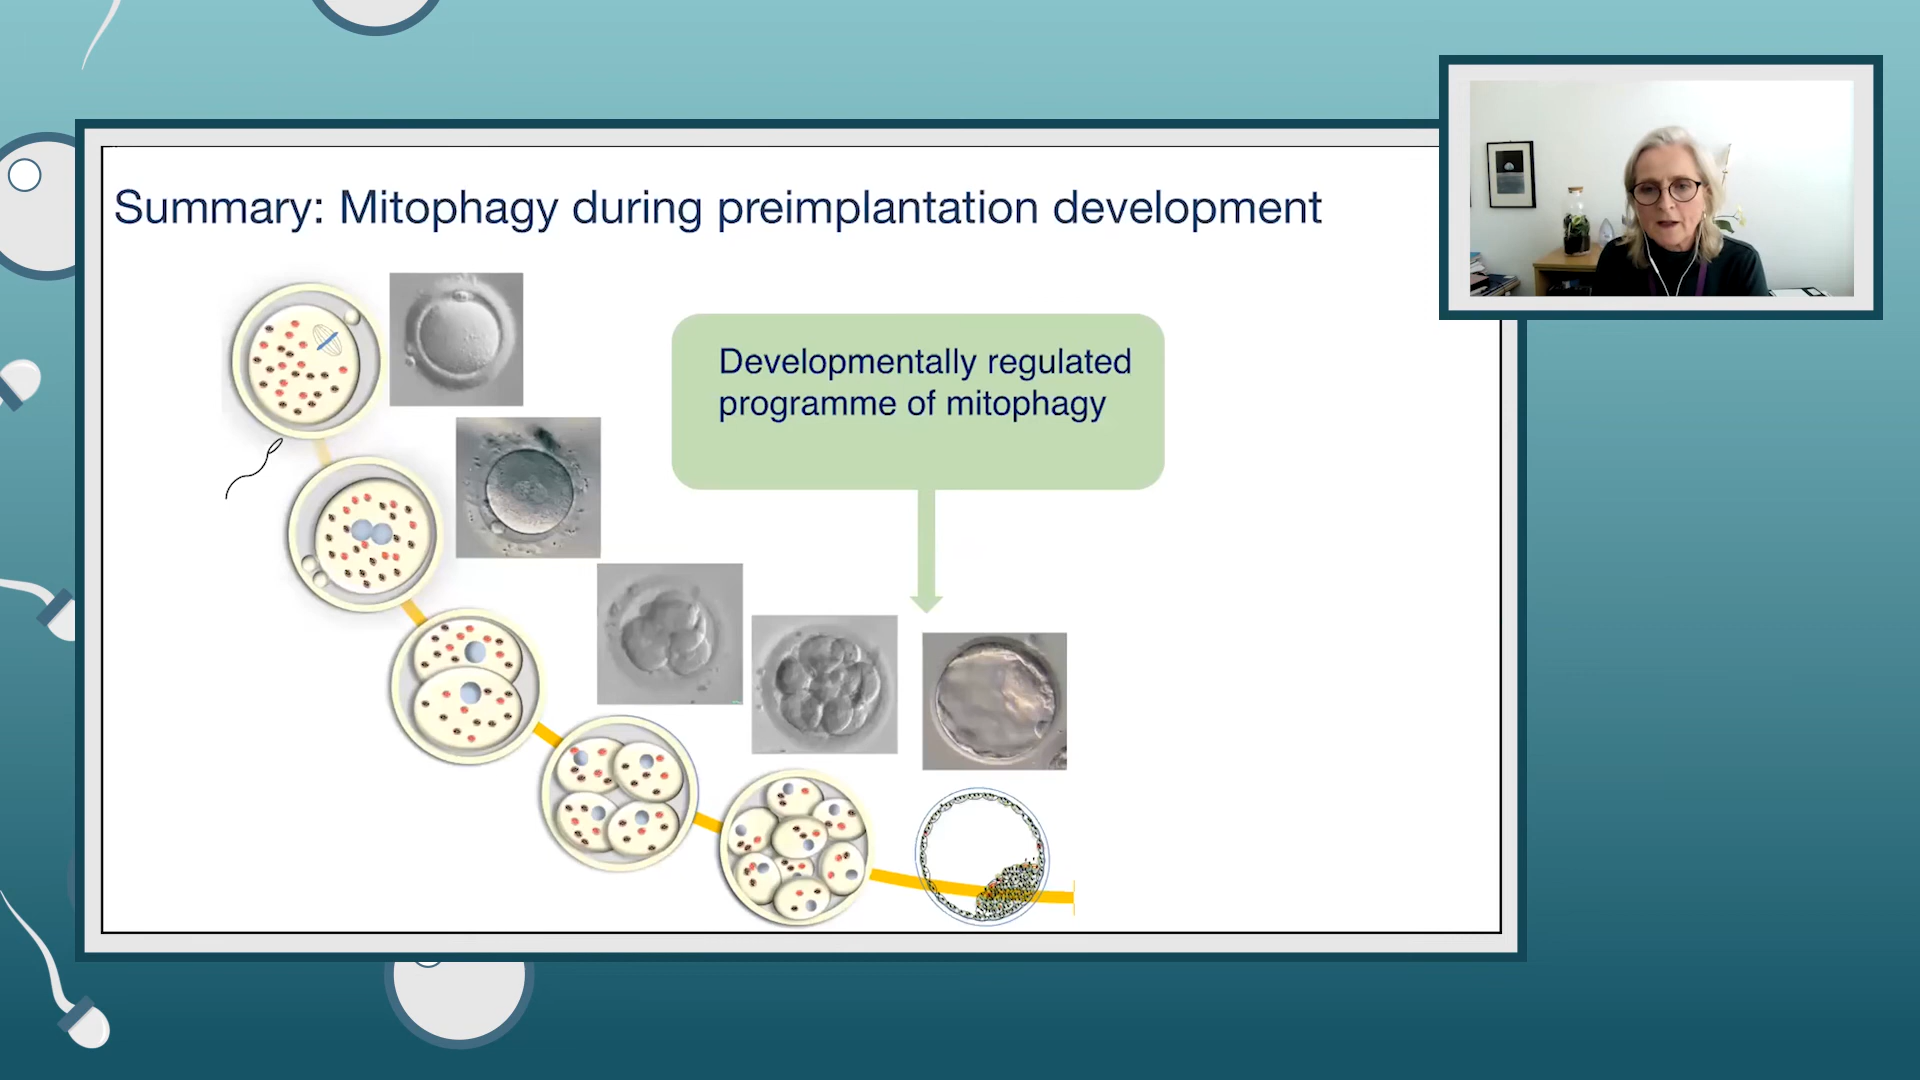 Summary: Mitophagy during preimplantation development
Developmentally regulated
programme of mitophagy